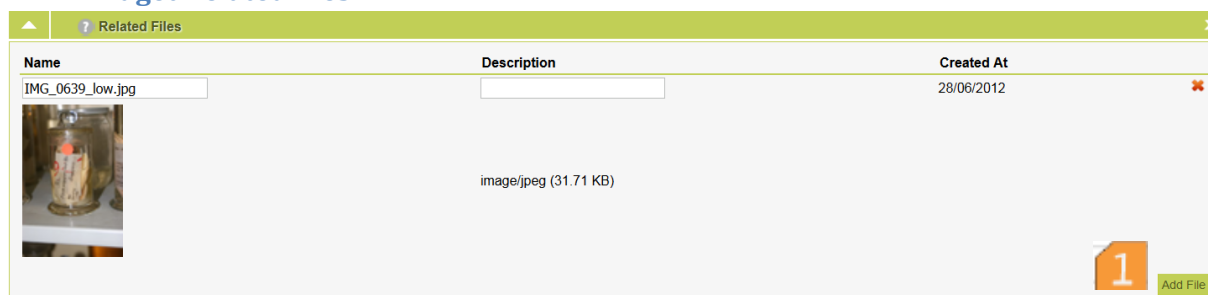 Related Files
Name Description Created At
IMG_0639_low.jpg 28/06/2012
image/jpeg (31.71 KB)
1
Add File